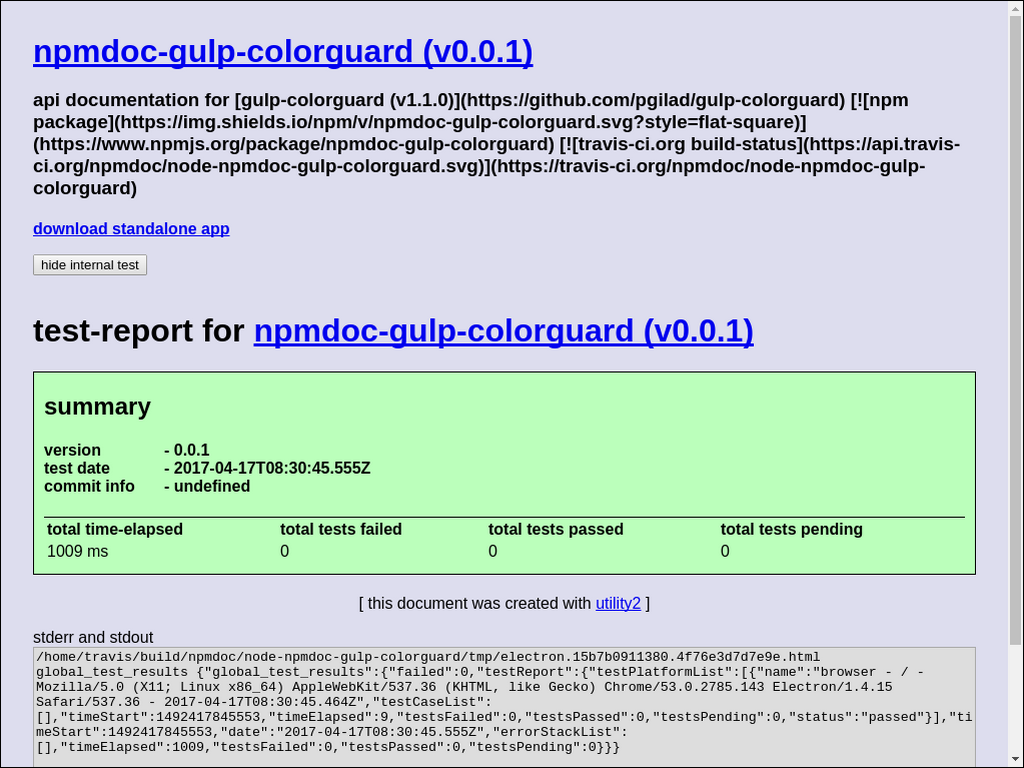 npmdoc-gulp-colorguard (v0.0.1)
api documentation for [gulp-colorguard (v1.1.0)](https://github.com/pgilad/gulp-colorguard) [![npm
package](https://img.shields.io/npm/v/npmdoc-gulp-colorguard.svg?style=flat-square)]
(https://www.npmjs.org/package/npmdoc-gulp-colorguard) [![travis-ci.org build-status](https://api.travis-
ci.org/npmdoc/node-npmdoc-gulp-colorguard.svg)](https://travis-ci.org/npmdoc/node-npmdoc-gulp-
colorguard)
download standalone app
hide internal test
test-report for npmdoc-gulp-colorguard (v0.0.1)
summary
version - 0.0.1
test date - 2017-04-17T08:30:45.555Z
commit info - undefined
total time-elapsed total tests failed total tests passed total tests pending
1009 ms 0 0 0
[ this document was created with utility2 ]
stderr and stdout
/home/travis/build/npmdoc/node-npmdoc-gulp-colorguard/tmp/electron.15b7b0911380.4f76e3d7d7e9e.html
global_test_results {"global_test_results":{"failed":0,"testReport":{"testPlatformList":[{"name":"browser - / -
Mozilla/5.0 (X11; Linux x86_64) AppleWebKit/537.36 (KHTML, like Gecko) Chrome/53.0.2785.143 Electron/1.4.15
Safari/537.36 - 2017-04-17T08:30:45.464Z","testCaseList":
[],"timeStart":1492417845553,"timeElapsed":9,"testsFailed":0,"testsPassed":0,"testsPending":0,"status":"passed"}],"ti
meStart":1492417845553,"date":"2017-04-17T08:30:45.555Z","errorStackList":
[],"timeElapsed":1009,"testsFailed":0,"testsPassed":0,"testsPending":0}}}